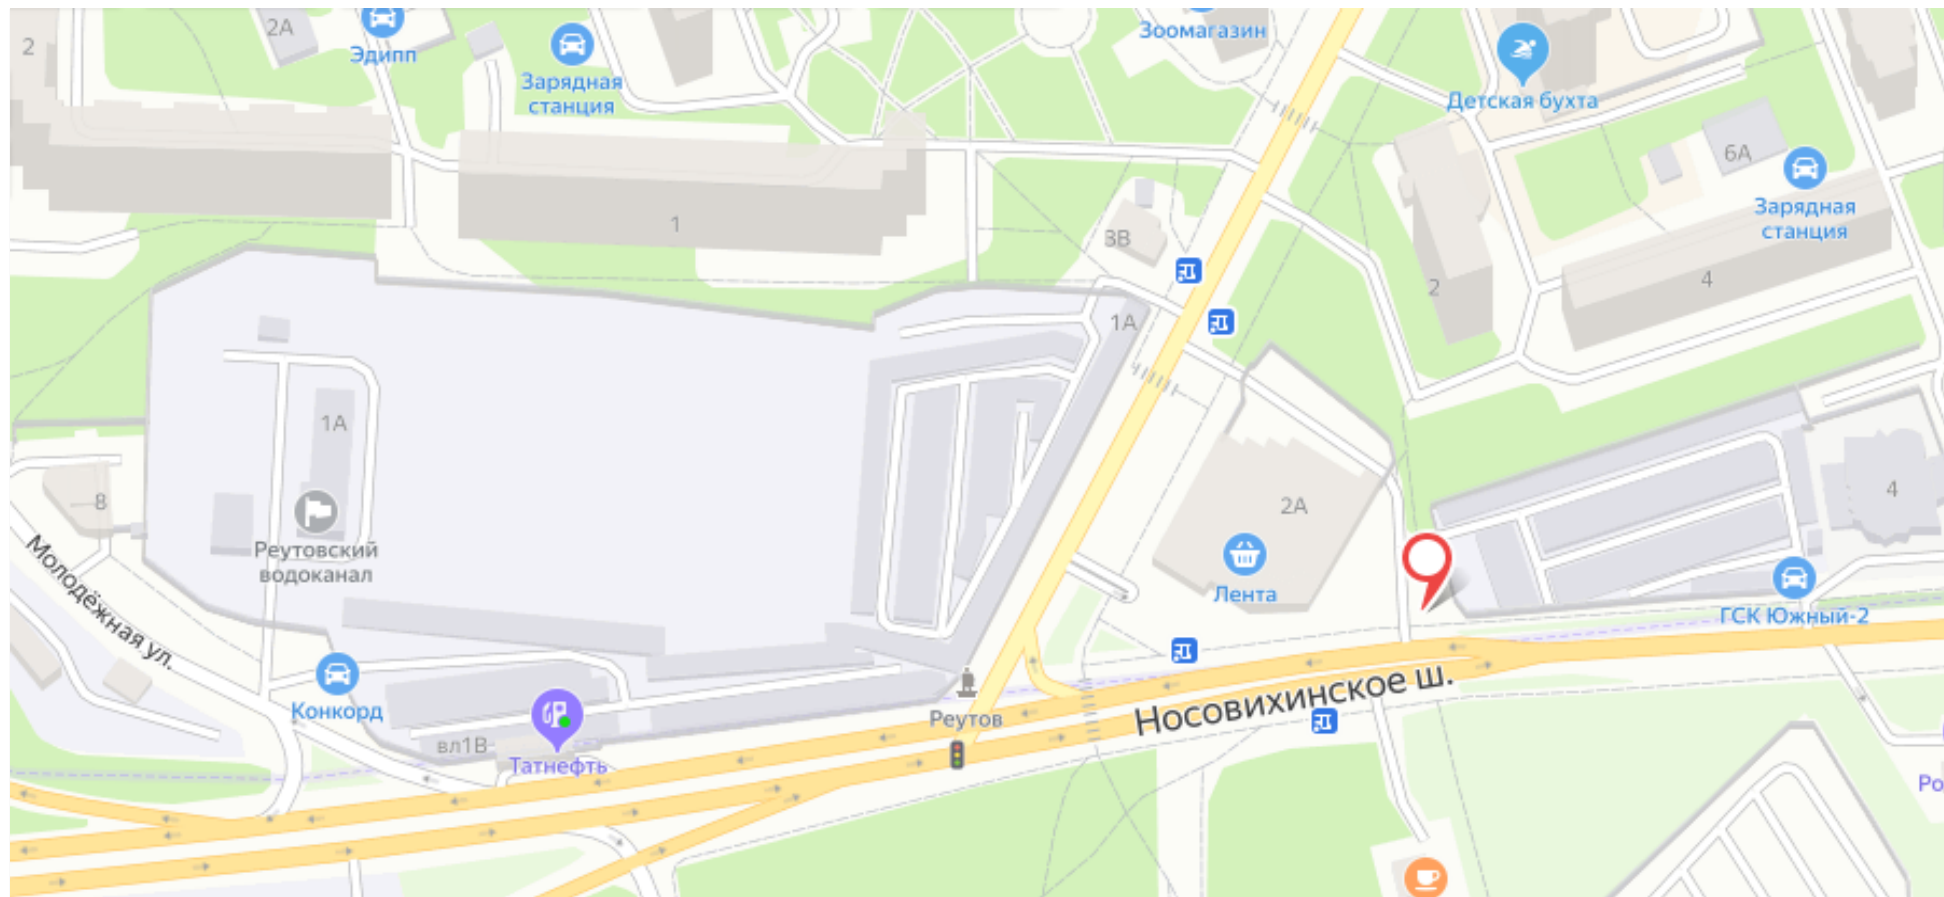 2
2А
Эдипп
Зарядная
станция
Зоомагазин
Детская бухта
6А
Зарядная
станция
1
3В
2
4
1А
1А
8
2А
4
Реутовский
водоканал
Молодёжная ул.
Лента
ГСК Южный-2
Конкорд
Реутов
Носовихинское ш.
вл1В
Татнефть
Ро